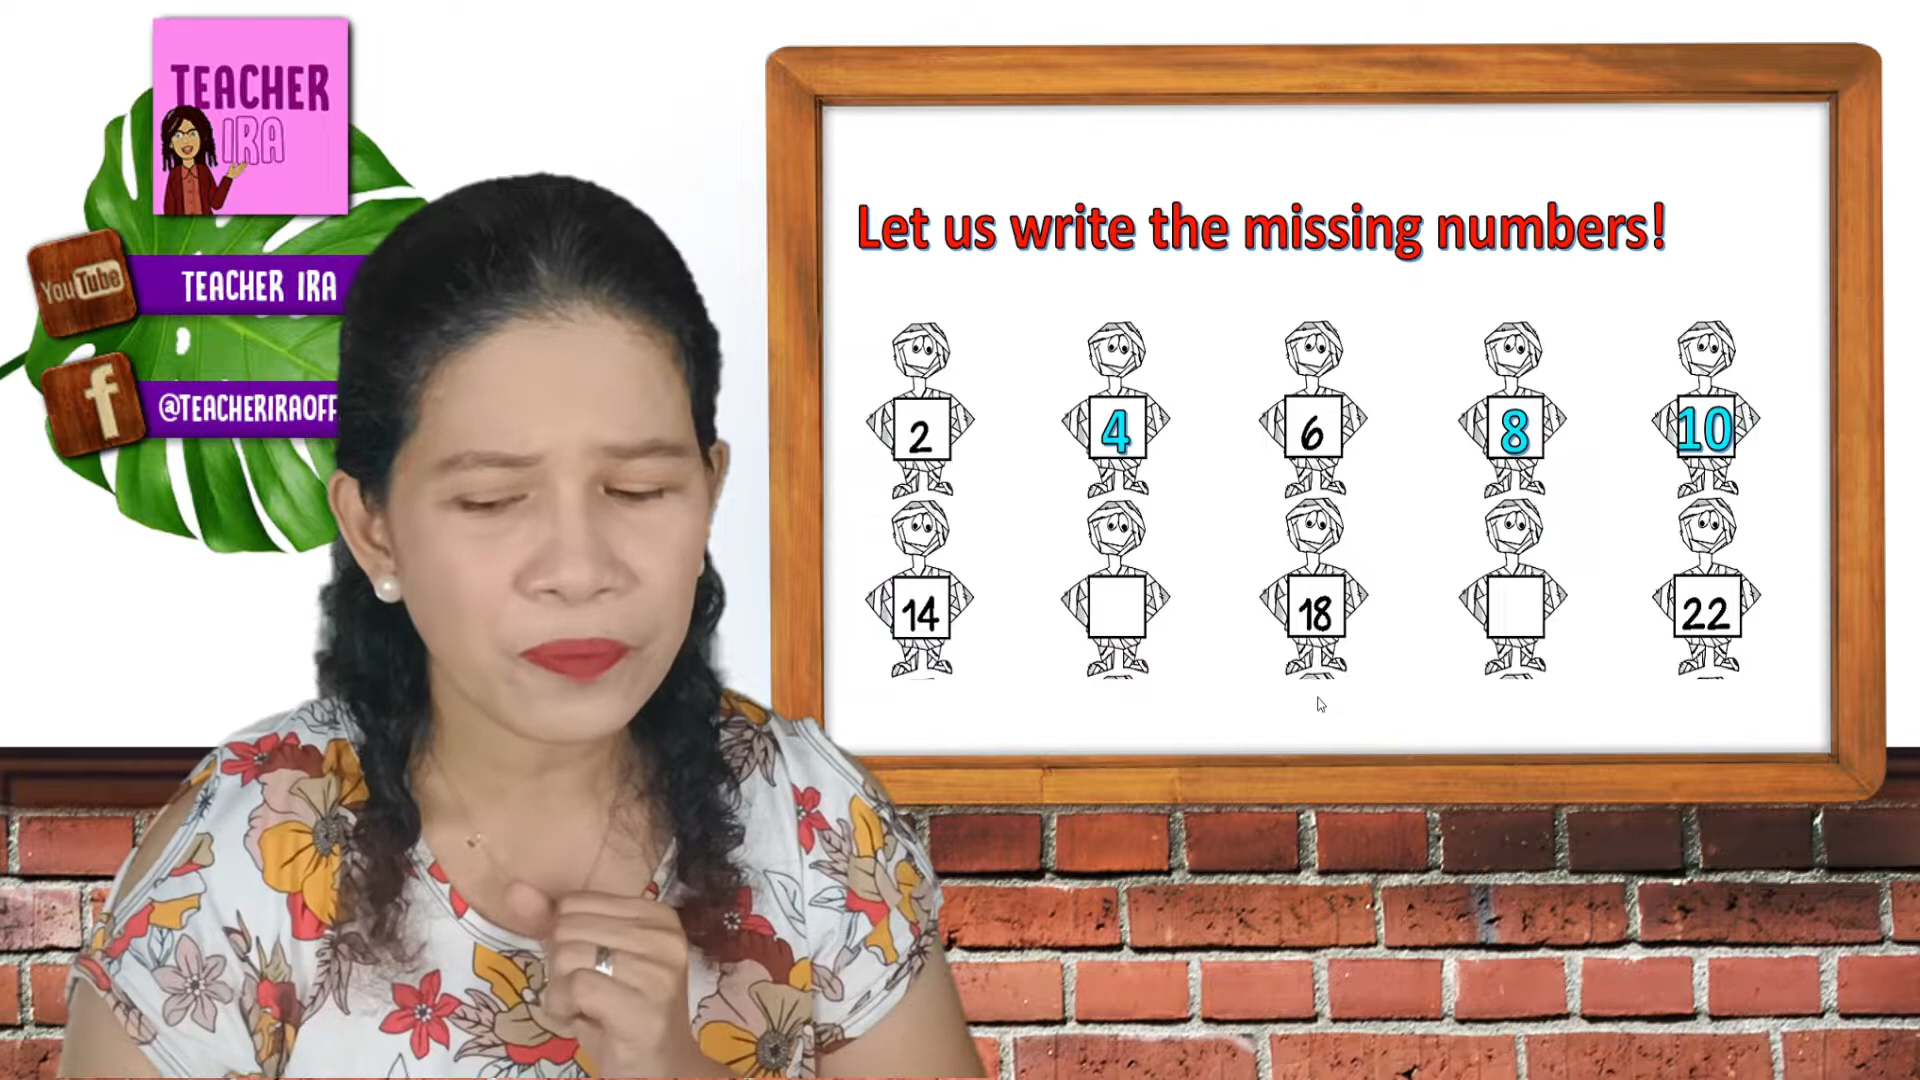 TEACHER
IRA
YouTube
TEACHER IRA
f
@TEACHERIRAOFF
Let us write the missing numbers!
2 4 6 8 10
14 18 22